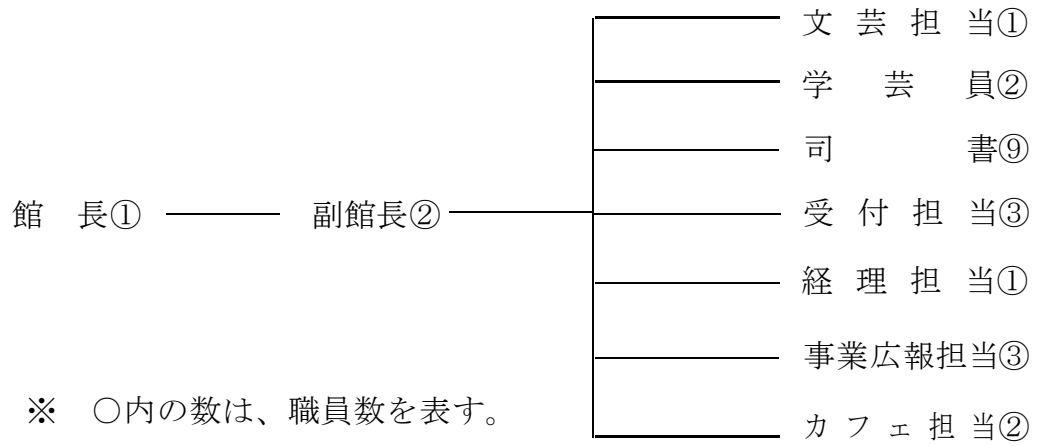 文芸担当①
学芸員②
司書⑨
館長① 副館長② 受付担当③
経理担当①
事業広報担当③
※ ○内の数は、職員数を表す。
カフェ担当②